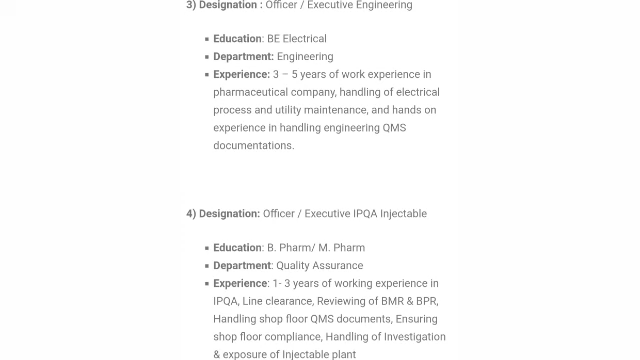 3) Designation : Officer / Executive Engineering
▪ Education: BE Electrical
▪ Department: Engineering
▪ Experience: 3 – 5 years of work experience in
pharmaceutical company, handling of electrical
process and utility maintenance, and hands on
experience in handling engineering QMS
documentations.
4) Designation: Officer / Executive IPQA Injectable
▪ Education: B. Pharm/ M. Pharm
▪ Department: Quality Assurance
▪ Experience: 1- 3 years of working experience in
IPQA, Line clearance, Reviewing of BMR & BPR,
Handling shop floor QMS documents, Ensuring
shop floor compliance, Handling of Investigation
& exposure of Injectable plant